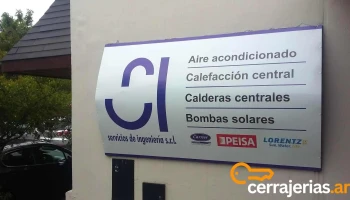 CI
servicios de ingeniería s.r.l.
Aire acondicionado
Calefacción central
Calderas centrales
Bombas solares
Carrier
PEISA
LORENTZ
cerrajerias.ar